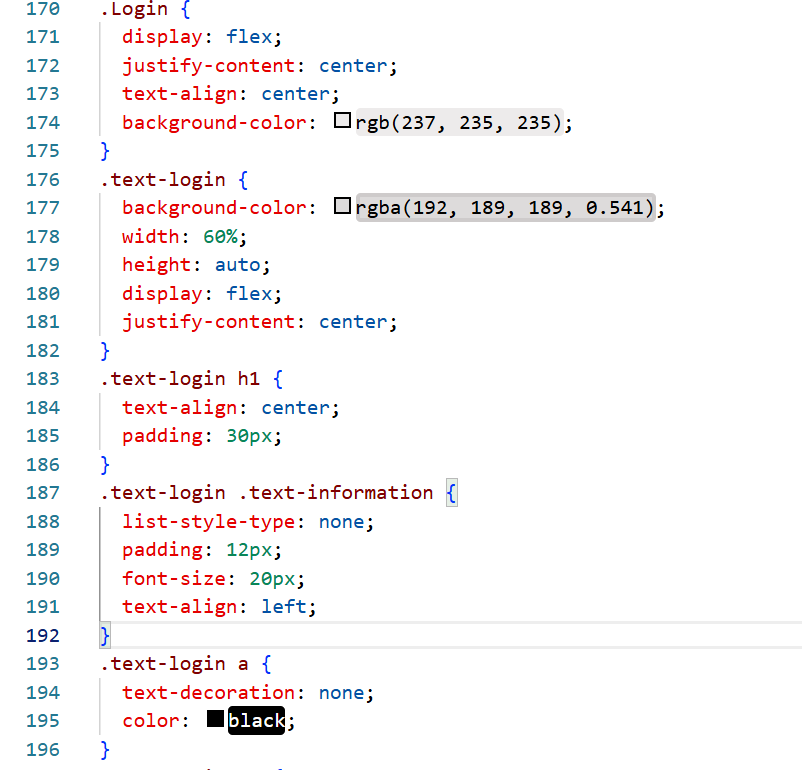 170 .Login {
171 display: flex;
172 justify-content: center;
173 text-align: center;
174 background-color: rgb(237, 235, 235);
175 }
176 .text-login {
177 background-color: rgba(192, 189, 189, 0.541);
178 width: 60%;
179 height: auto;
180 display: flex;
181 justify-content: center;
182 }
183 .text-login h1 {
184 text-align: center;
185 padding: 30px;
186 }
187 .text-login .text-information {
188 list-style-type: none;
189 padding: 12px;
190 font-size: 20px;
191 text-align: left;
192 }
193 .text-login a {
194 text-decoration: none;
195 color: black;
196 }